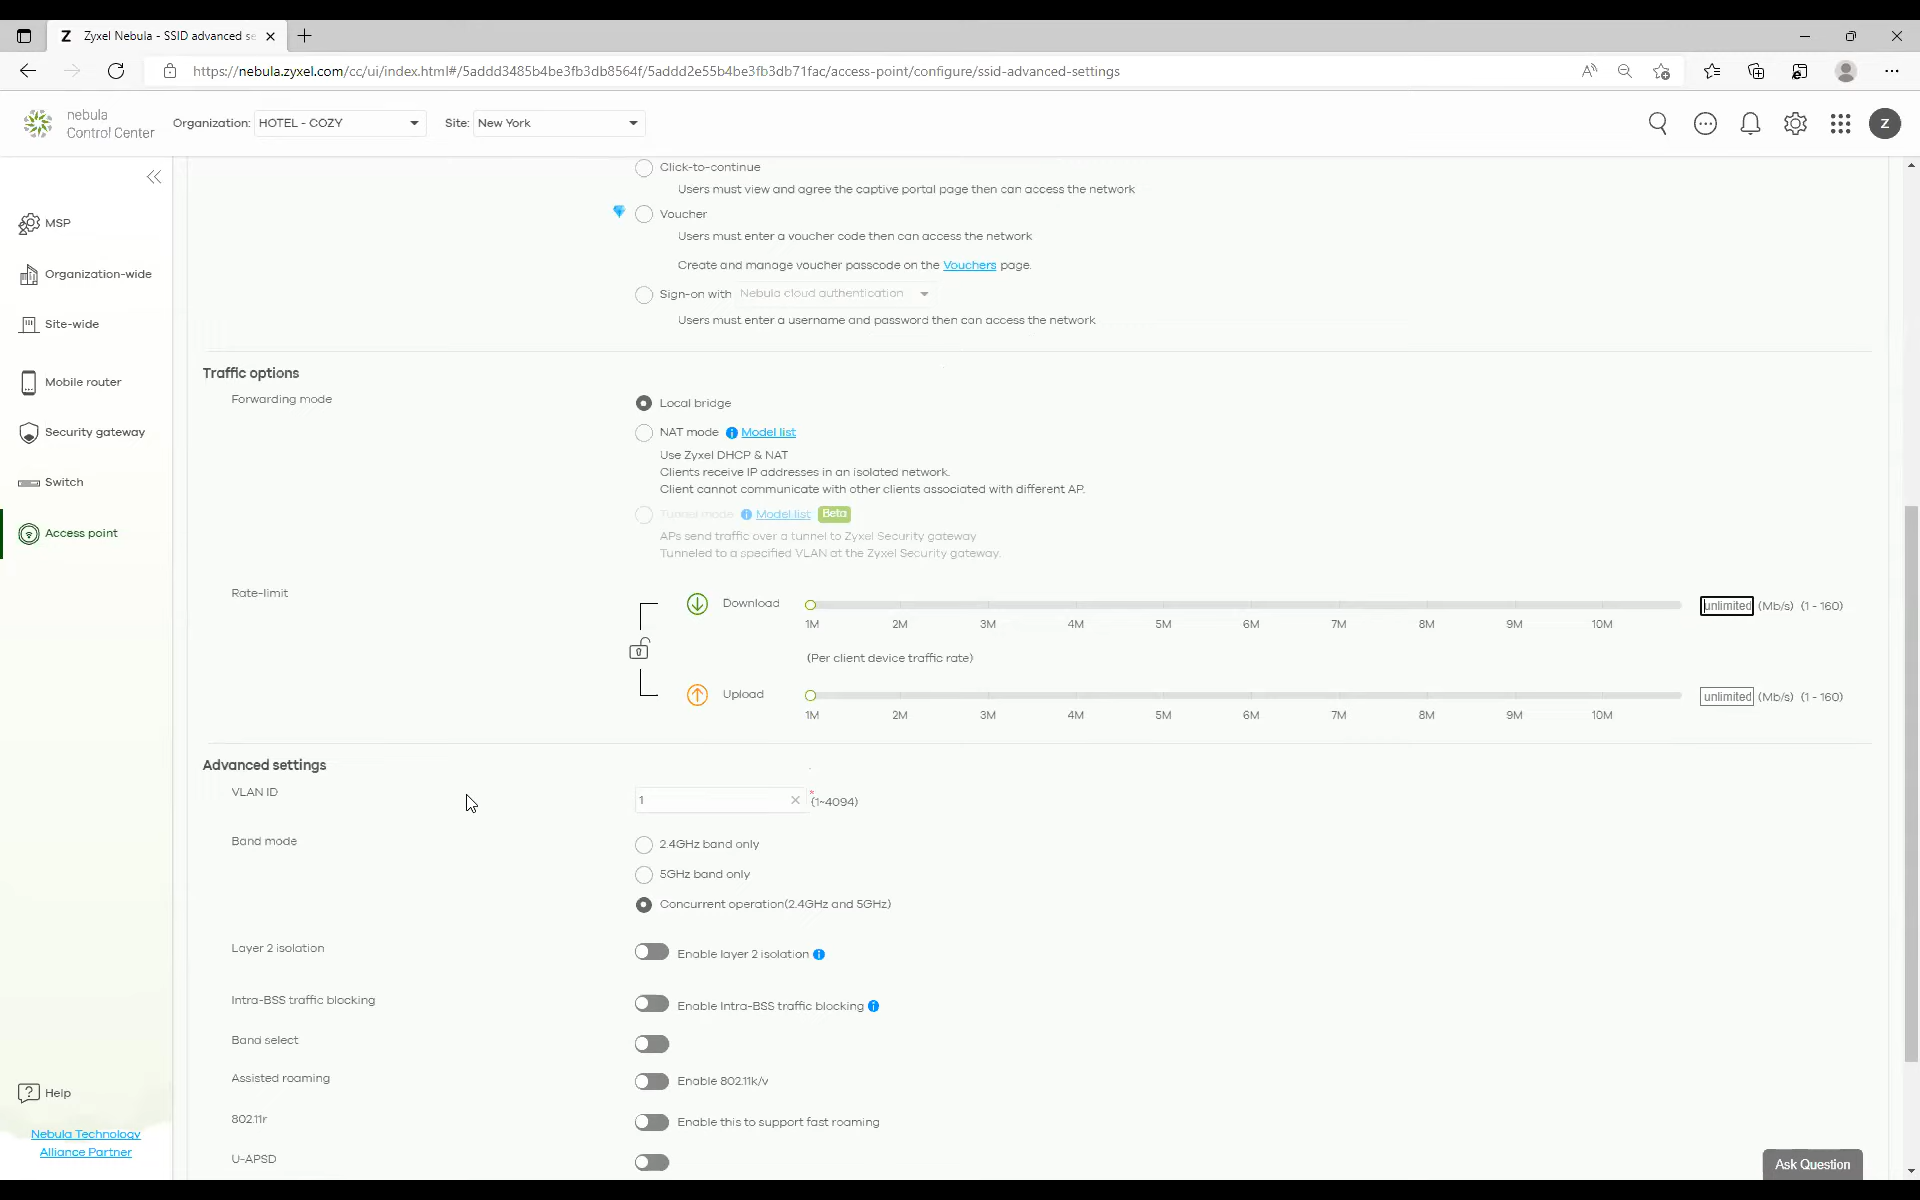 Zyxel Nebula - SSID advanced se
https://nebula.zyxel.com/cc/ui/index.html#/5addd3485b4be3fb3db8564f/5addd2e55b4be3fb3db71fac/access-point/configure/ssid-advanced-settings
nebula
Control Center
Organization: HOTEL - COZY
Site: New York
Z
MSP
Organization-wide
Site-wide
Mobile router
Security gateway
Switch
Access point
Help
Nebula Technology
Alliance Partner
Click-to-continue
Users must view and agree the captive portal page then can access the network
Voucher
Users must enter a voucher code then can access the network
Create and manage voucher passcode on the Vouchers page.
Sign-on with Nebula cloud authentication
Users must enter a username and password then can access the network
Traffic options
Forwarding mode
Local bridge
NAT mode Model list
Use Zyxel DHCP & NAT
Clients receive IP addresses in an isolated network.
Client cannot communicate with other clients associated with different AP.
Tunnel mode Model list Beta
APs send traffic over a tunnel to Zyxel Security gateway
Tunneled to a specified VLAN at the Zyxel Security gateway.
Rate-limit
Download
unlimited (Mb/s) (1 - 160)
1M 2M 3M 4M 5M 6M 7M 8M 9M 10M
(Per client device traffic rate)
Upload
unlimited (Mb/s) (1 - 160)
1M 2M 3M 4M 5M 6M 7M 8M 9M 10M
Advanced settings
VLAN ID
1
* (1~4094)
Band mode
2.4GHz band only
5GHz band only
Concurrent operation(2.4GHz and 5GHz)
Layer 2 isolation
Enable layer 2 isolation
Intra-BSS traffic blocking
Enable Intra-BSS traffic blocking
Band select
Assisted roaming
Enable 802.11k/v
802.11r
Enable this to support fast roaming
U-APSD
Ask Question